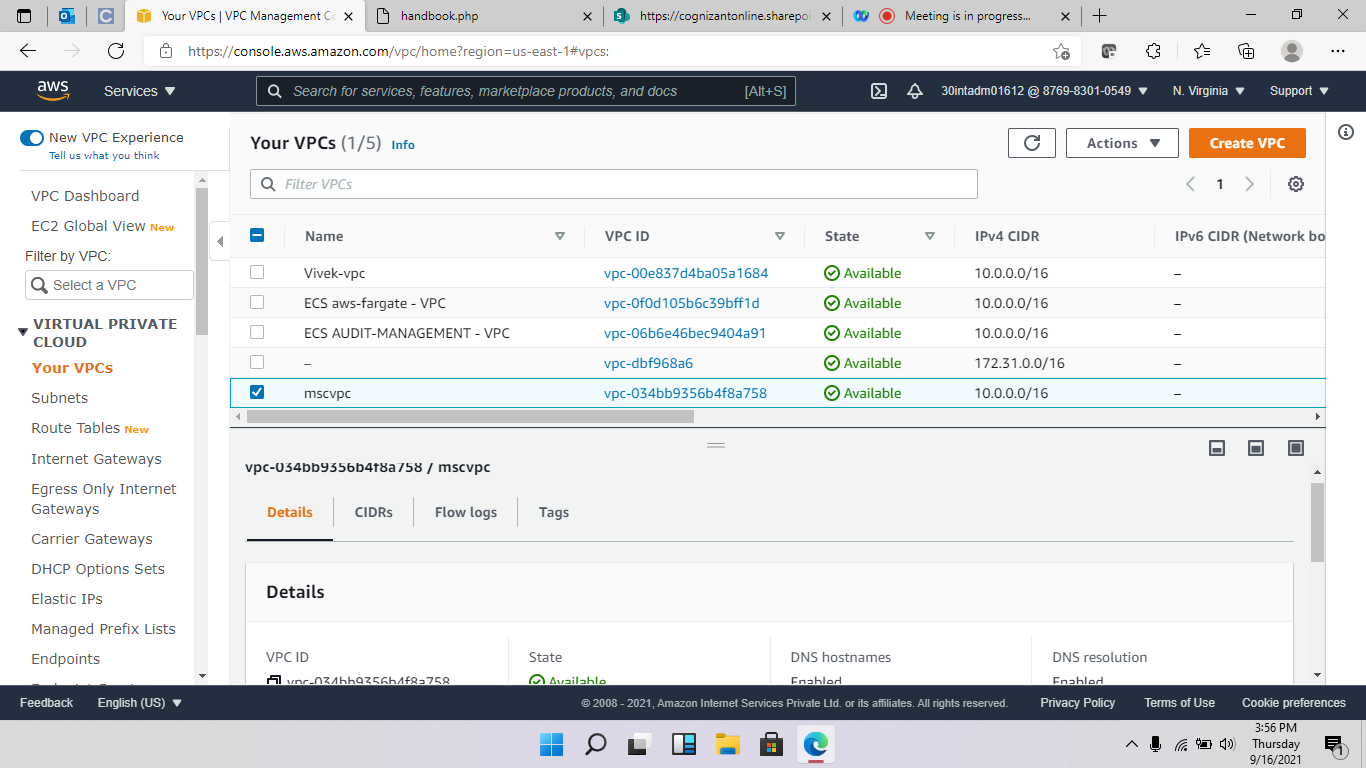 Your VPCs | VPC Management Co
handbook.php
https://cognizantonline.sharepoi
Meeting is in progress...
https://console.aws.amazon.com/vpc/home?region=us-east-1#vpcs:
aws
Services
Search for services, features, marketplace products, and docs
[Alt+S]
30intadm01612 @ 8769-8301-0549
N. Virginia
Support
New VPC Experience
Tell us what you think
VPC Dashboard
EC2 Global View New
Filter by VPC:
Select a VPC
VIRTUAL PRIVATE
CLOUD
Your VPCs
Subnets
Route Tables New
Internet Gateways
Egress Only Internet
Gateways
Carrier Gateways
DHCP Options Sets
Elastic IPs
Managed Prefix Lists
Endpoints
Your VPCs (1/5) Info
Actions
Create VPC
Filter VPCs
1
Name VPC ID State IPv4 CIDR IPv6 CIDR (Network bo
Vivek-vpc vpc-00e837d4ba05a1684 Available 10.0.0.0/16 –
ECS aws-fargate - VPC vpc-0f0d105b6c39bff1d Available 10.0.0.0/16 –
ECS AUDIT-MANAGEMENT - VPC vpc-06b6e46bec9404a91 Available 10.0.0.0/16 –
– vpc-dbf968a6 Available 172.31.0.0/16 –
mscvpc vpc-034bb9356b4f8a758 Available 10.0.0.0/16 –
vpc-034bb9356b4f8a758 / mscvpc
Details CIDRs Flow logs Tags
Details
VPC ID State DNS hostnames DNS resolution
vpc-034bb9356b4f8a758 Available Enabled Enabled
Feedback English (US)
© 2008 - 2021, Amazon Internet Services Private Ltd. or its affiliates. All rights reserved.
Privacy Policy Terms of Use Cookie preferences
3:56 PM
Thursday
9/16/2021
1